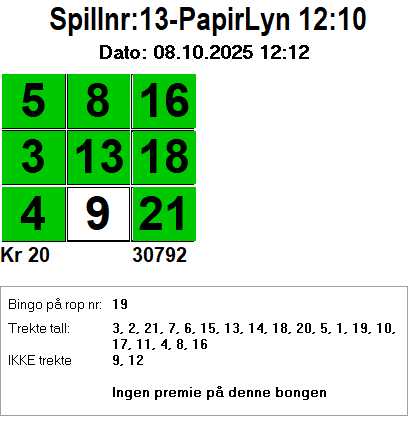 Spillnr:13-PapirLyn 12:10
Dato: 08.10.2025 12:12
5 8 16
3 13 18
4 9 21
Kr 20 30792
Bingo på rop nr: 19
Trekte tall: 3, 2, 21, 7, 6, 15, 13, 14, 18, 20, 5, 1, 19, 10,
17, 11, 4, 8, 16
IKKE trekte 9, 12
Ingen premie på denne bongen